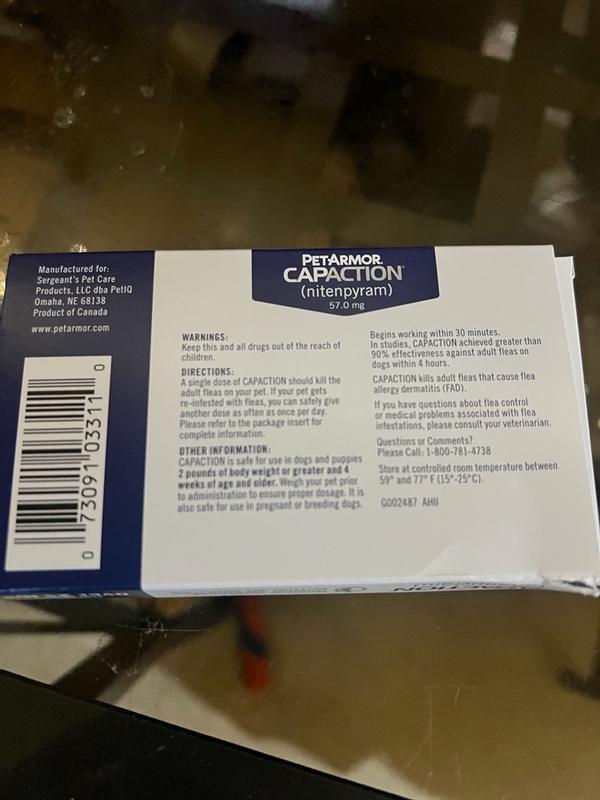 Manufactured for:
Sergeant's Pet Care
Products, LLC dba PetIQ
Omaha, NE 68138
Product of Canada
www.petarmor.com
0 73091 03311 0
PETARMOR.
CAPACTION®
(nitenpyram)
57.0 mg
WARNINGS:
Keep this and all drugs out of the reach of
children.
DIRECTIONS:
A single dose of CAPACTION should kill the
adult fleas on your pet. If your pet gets
re-infested with fleas, you can safely give
another dose as often as once per day.
Please refer to the package insert for
complete information.
OTHER INFORMATION:
CAPACTION is safe for use in dogs and puppies
2 pounds of body weight or greater and 4
weeks of age and older. Weigh your pet prior
to administration to ensure proper dosage. It is
also safe for use in pregnant or breeding dogs.
Begins working within 30 minutes.
In studies, CAPACTION achieved greater than
90% effectiveness against adult fleas on
dogs within 4 hours.
CAPACTION kills adult fleas that cause flea
allergy dermatitis (FAD).
If you have questions about flea control
or medical problems associated with flea
infestations, please consult your veterinarian.
Questions or Comments?
Please Call: 1-800-781-4738
Store at controlled room temperature between
59° and 77° F (15°-25°C).
G002487 AHII